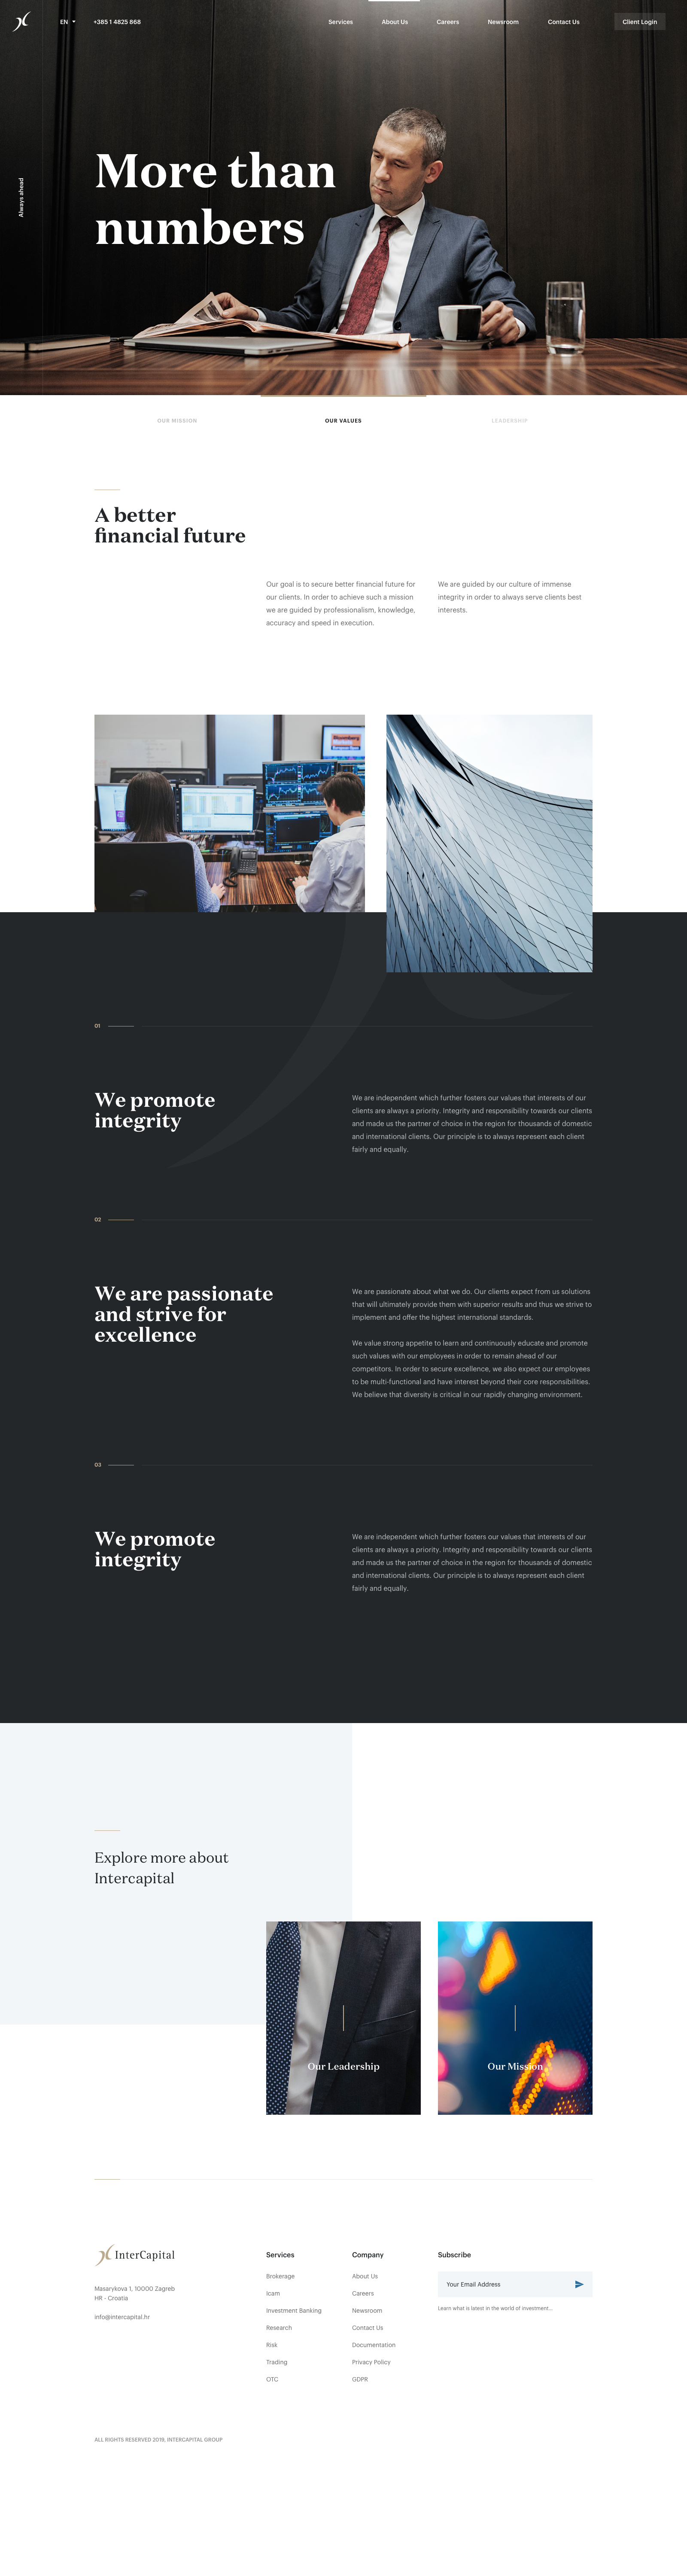 EN
+385 1 4825 868
Services
About Us
Careers
Newsroom
Contact Us
Client Login
Always ahead
More than
numbers
OUR MISSION
OUR VALUES
LEADERSHIP
A better
financial future
Our goal is to secure better financial future for
our clients. In order to achieve such a mission
we are guided by professionalism, knowledge,
accuracy and speed in execution.
We are guided by our culture of immense
integrity in order to always serve clients best
interests.
01
We promote
integrity
We are independent which further fosters our values that interests of our
clients are always a priority. Integrity and responsibility towards our clients
and made us the partner of choice in the region for thousands of domestic
and international clients. Our principle is to always represent each client
fairly and equally.
02
We are passionate
and strive for
excellence
We are passionate about what we do. Our clients expect from us solutions
that will ultimately provide them with superior results and thus we strive to
implement and offer the highest international standards.
We value strong appetite to learn and continuously educate and promote
such values with our employees in order to remain ahead of our
competitors. In order to secure excellence, we also expect our employees
to be multi-functional and have interest beyond their core responsibilities.
We believe that diversity is critical in our rapidly changing environment.
03
We promote
integrity
We are independent which further fosters our values that interests of our
clients are always a priority. Integrity and responsibility towards our clients
and made us the partner of choice in the region for thousands of domestic
and international clients. Our principle is to always represent each client
fairly and equally.
Explore more about
Intercapital
Our Leadership
Our Mission
InterCapital
Masarykova 1, 10000 Zagreb
HR - Croatia
info@intercapital.hr
Services
Brokerage
Icam
Investment Banking
Research
Risk
Trading
OTC
Company
About Us
Careers
Newsroom
Contact Us
Documentation
Privacy Policy
GDPR
Subscribe
Your Email Address
Learn what is latest in the world of investment...
ALL RIGHTS RESERVED 2019. INTERCAPITAL GROUP